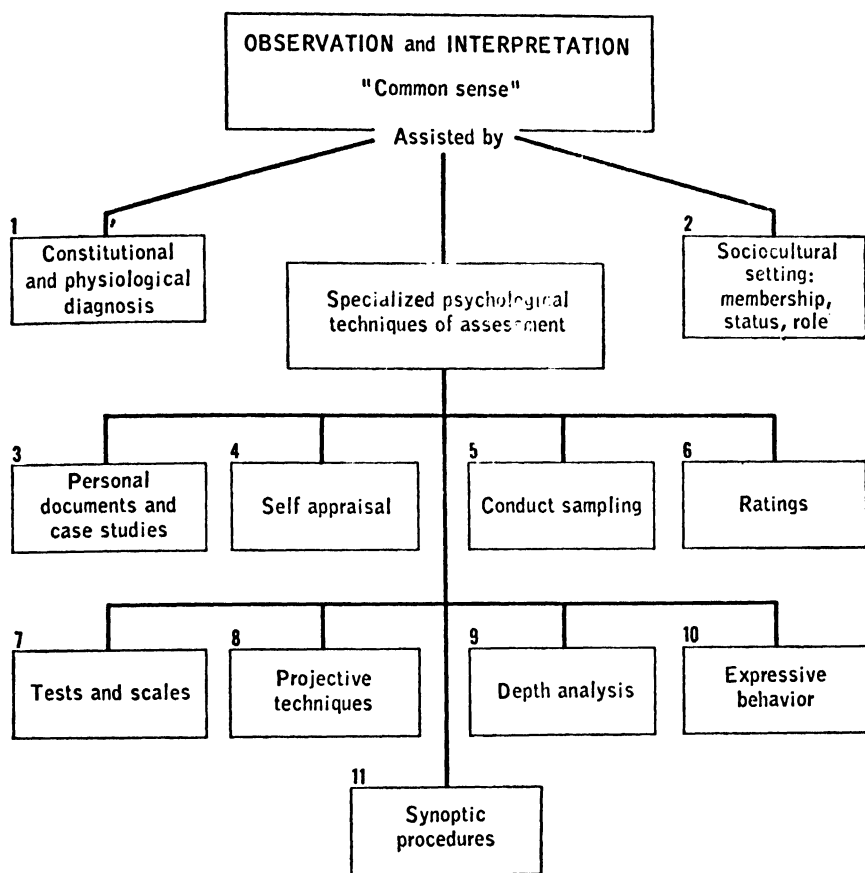 OBSERVATION and INTERPRETATION
"Common sense"
Assisted by
1
Constitutional
and physiological
diagnosis
2
Sociocultural
setting:
membership,
status, role
Specialized psychological
techniques of assessment
3
Personal
documents and
case studies
4
Self appraisal
5
Conduct sampling
6
Ratings
7
Tests and scales
8
Projective
techniques
9
Depth analysis
10
Expressive
behavior
11
Synoptic
procedures